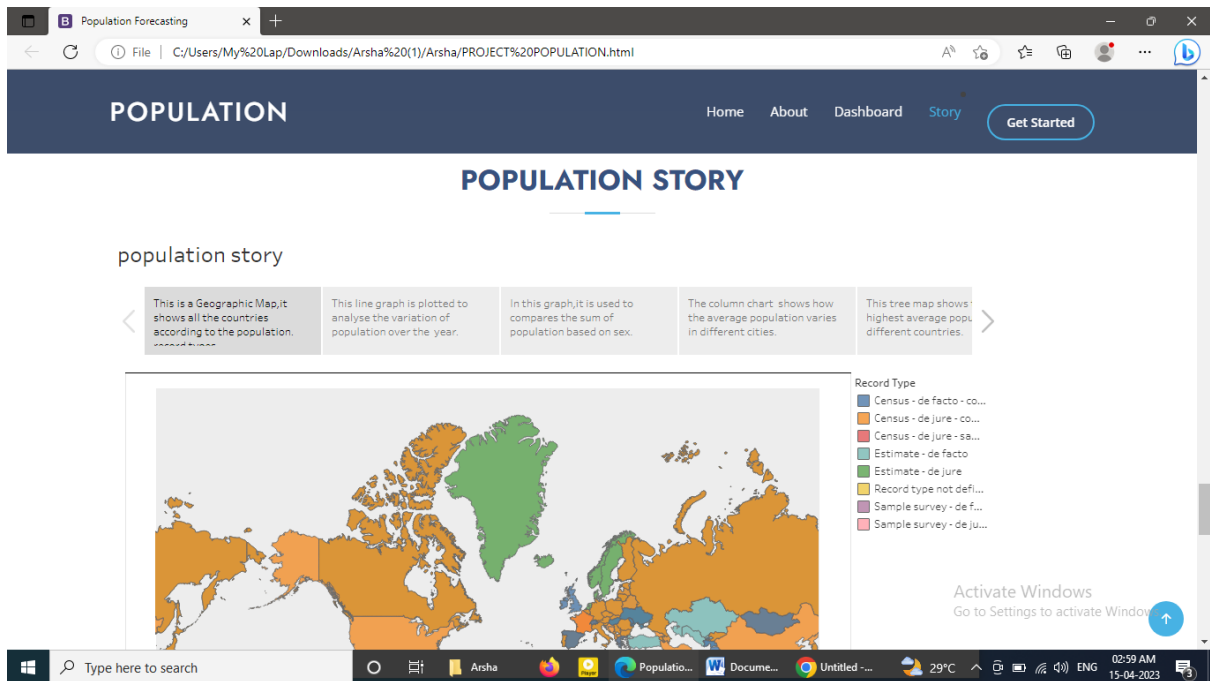 B Population Forecasting
File | C:/Users/My%20Lap/Downloads/Arsha%20(1)/Arsha/PROJECT%20POPULATION.html
POPULATION
Home About Dashboard Story Get Started
POPULATION STORY
population story
This is a Geographic Map,it
shows all the countries
according to the population.
record types
This line graph is plotted to
analyse the variation of
population over the year.
In this graph,it is used to
compares the sum of
population based on sex.
The column chart shows how
the average population varies
in different cities.
This tree map shows
highest average popu
different countries.
Record Type
Census - de facto - co...
Census - de jure - co...
Census - de jure - sa...
Estimate - de facto
Estimate - de jure
Record type not defi...
Sample survey - de f...
Sample survey - de ju...
Activate Windows
Go to Settings to activate Window
Type here to search
Arsha
Player
Populatio...
W Docume...
Untitled -...
29°C
ENG
02:59 AM
15-04-2023
3